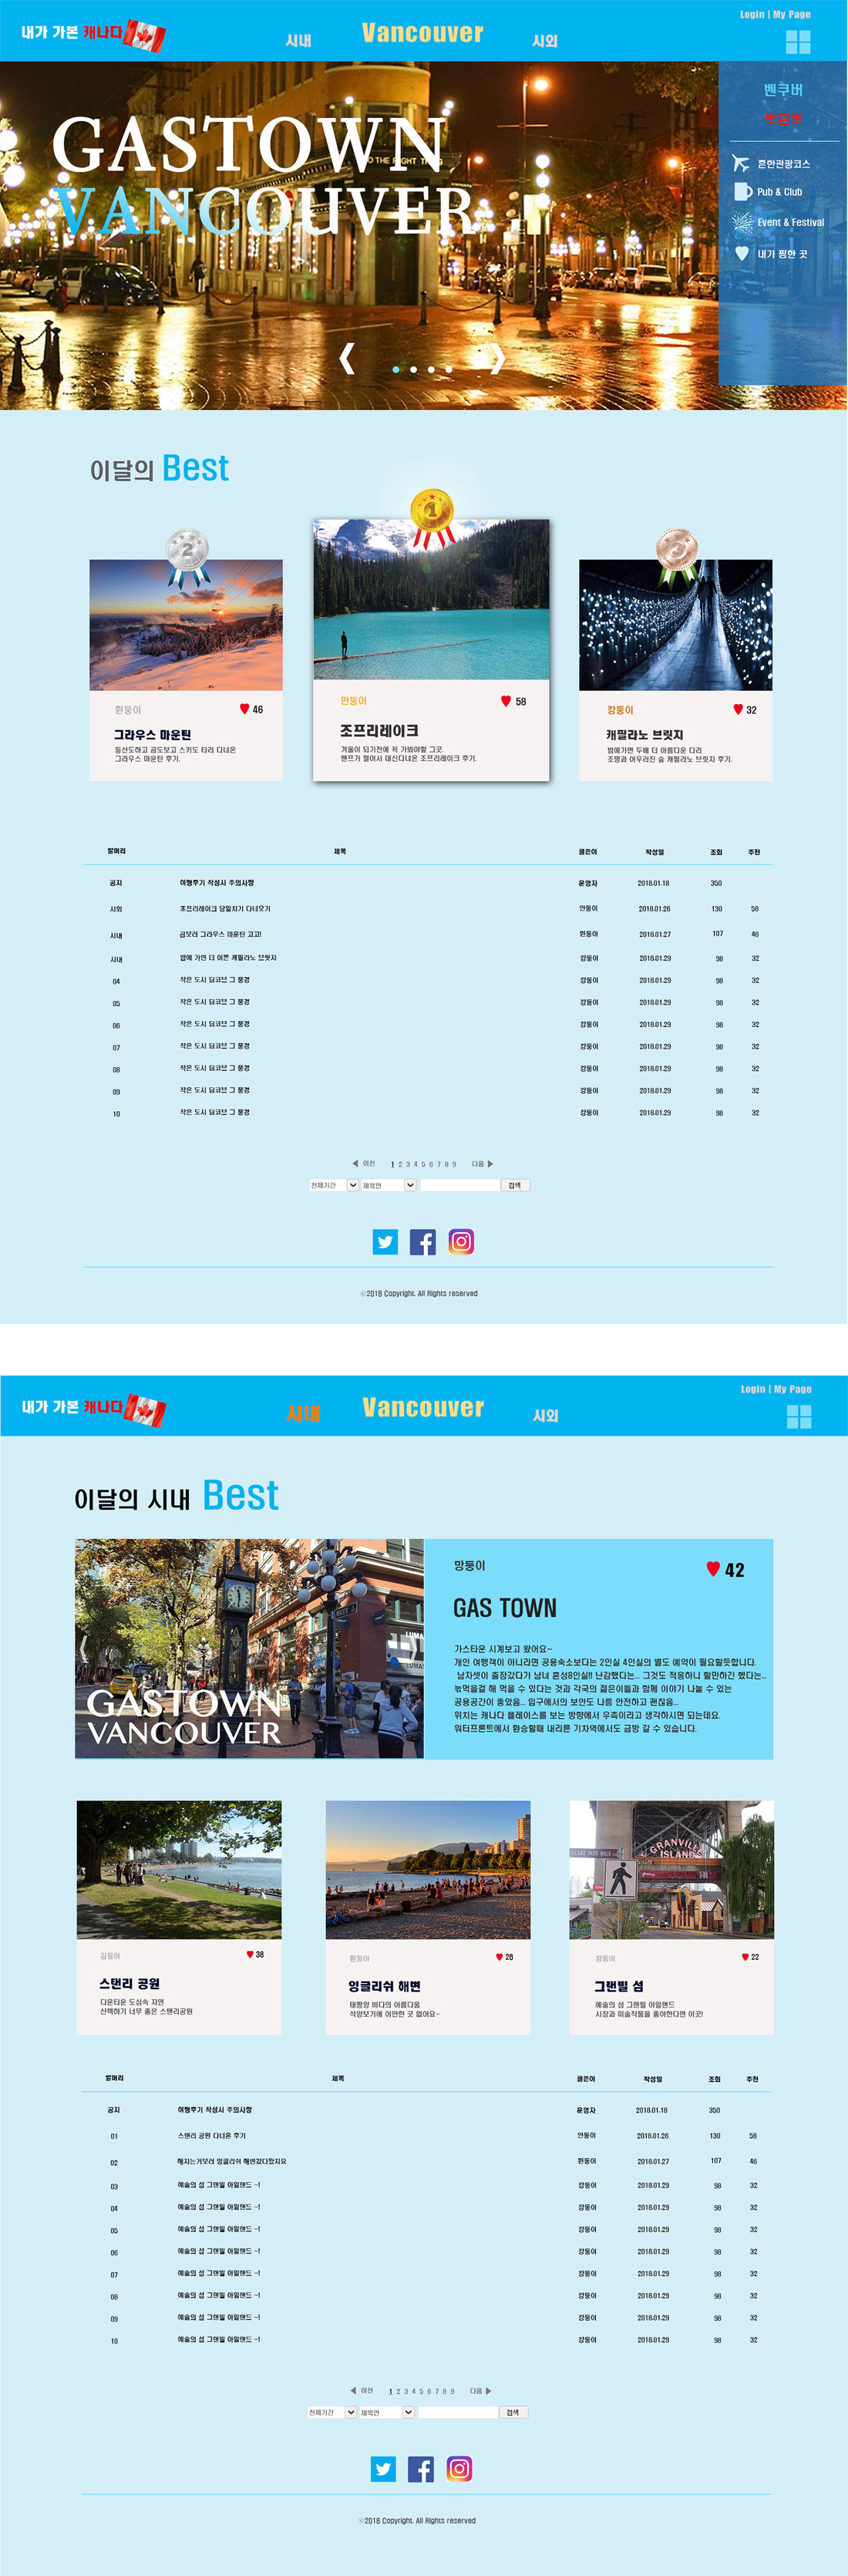 Login | My Page
내가 가본 캐나다
시내
Vancouver
시외
GASTOWN
VANCOUVER
벤쿠버
흔한관광코스
Pub & Club
Event & Festival
내가 찜한 곳
이달의 Best
2
1
흰둥이
46
그라우스 마운틴
등산도하고 곰도보고 스키도 타러 다녀온
그라우스 마운틴 후기.
만둥이
58
조프리레이크
겨울이 되기전에 꼭 가봐야할 그곳.
밴프가 멀어서 대신다녀온 조프리레이크 후기.
캉둥이
32
캐필라노 브릿지
밤에가면 두배 더 아름다운 다리
조명과 어우러진 숲 캐필라노 브릿지 후기.
말머리 제목 글쓴이 작성일 조회 추천
공지 여행후기 작성시 주의사항 운영자 2018.01.18 350
시외 조프리레이크 당일치기 다녀오기 만둥이 2018.01.26 130 58
시내 곰보러 그라우스 마운틴 고고! 흰둥이 2018.01.27 107 46
시내 밤에 가면 더 이쁜 캐필라노 브릿지 캉둥이 2018.01.29 98 32
04 작은 도시 딥코브 그 풍경 캉둥이 2018.01.29 98 32
05 작은 도시 딥코브 그 풍경 캉둥이 2018.01.29 98 32
06 작은 도시 딥코브 그 풍경 캉둥이 2018.01.29 98 32
07 작은 도시 딥코브 그 풍경 캉둥이 2018.01.29 98 32
08 작은 도시 딥코브 그 풍경 캉둥이 2018.01.29 98 32
09 작은 도시 딥코브 그 풍경 캉둥이 2018.01.29 98 32
10 작은 도시 딥코브 그 풍경 캉둥이 2018.01.29 98 32
이전 1 2 3 4 5 6 7 8 9 다음
전체기간 제목만 검색
©2018 Copyright. All Rights reserved
Login | My Page
내가 가본 캐나다
시내
Vancouver
시외
이달의 시내 Best
GASTOWN
VANCOUVER
망둥이
42
GAS TOWN
가스타운 시계보고 왔어요~
개인 여행객이 아니라면 공용숙소보다는 2인실 4인실의 별도 예약이 필요할듯합니다.
남자셋이 출장갔다가 남녀 혼성8인실!! 난감했다는... 그것도 적응하니 할만하긴 했다는...
밖먹을걸 해 먹을 수 있다는 것과 각국의 젊은이들과 함께 이야기 나눌 수 있는
공용공간이 좋았음... 입구에서의 보안도 나름 안전하고 괜찮음...
위치는 캐나다 플레이스를 보는 방향에서 우측이라고 생각하시면 되는데요.
워터프론트에서 환승할때 내리른 기차역에서도 금방 갈 수 있습니다.
GRANVILLE
ISLAND
38
스탠리 공원
다운타운 도심속 자연
산책하기 너무 좋은 스탠리공원
흰둥이
26
잉글리쉬 해변
태평양 바다의 아름다움
석양보기에 이만한 곳 없어요~
22
그랜빌 섬
예술의 섬 그랜빌 아일랜드
시장과 미술작품을 좋아한다면 이곳!
말머리 제목 글쓴이 작성일 조회 추천
공지 여행후기 작성시 주의사항 운영자 2018.01.18 350
01 스탠리 공원 다녀온 후기 만둥이 2018.01.26 130 58
02 해지는거보러 잉글리쉬 해변갔다왔지요 흰둥이 2018.01.27 107 46
03 예술의 섬 그랜빌 아일랜드 ~! 캉둥이 2018.01.29 98 32
04 예술의 섬 그랜빌 아일랜드 ~! 캉둥이 2018.01.29 98 32
05 예술의 섬 그랜빌 아일랜드 ~! 캉둥이 2018.01.29 98 32
06 예술의 섬 그랜빌 아일랜드 ~! 캉둥이 2018.01.29 98 32
07 예술의 섬 그랜빌 아일랜드 ~! 캉둥이 2018.01.29 98 32
08 예술의 섬 그랜빌 아일랜드 ~! 캉둥이 2018.01.29 98 32
09 예술의 섬 그랜빌 아일랜드 ~! 캉둥이 2018.01.29 98 32
10 예술의 섬 그랜빌 아일랜드 ~! 캉둥이 2018.01.29 98 32
이전 1 2 3 4 5 6 7 8 9 다음
전체기간 제목만 검색
©2018 Copyright. All Rights reserved